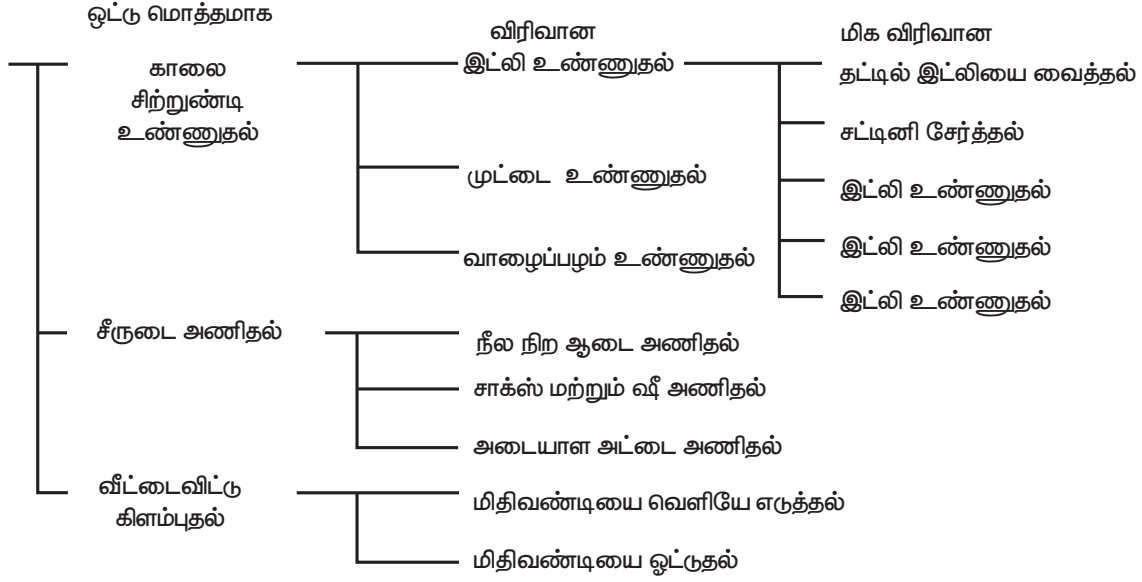 ஒட்டு மொத்தமாக
காலை
சிற்றுண்டி
உண்ணுதல்
விரிவான
இட்லி உண்ணுதல்
முட்டை உண்ணுதல்
வாழைப்பழம் உண்ணுதல்
மிக விரிவான
தட்டில் இட்லியை வைத்தல்
சட்டினி சேர்த்தல்
இட்லி உண்ணுதல்
இட்லி உண்ணுதல்
இட்லி உண்ணுதல்
சீருடை அணிதல்
நீல நிற ஆடை அணிதல்
சாக்ஸ் மற்றும் ஷீ அணிதல்
அடையாள அட்டை அணிதல்
வீட்டைவிட்டு
கிளம்புதல்
மிதிவண்டியை வெளியே எடுத்தல்
மிதிவண்டியை ஓட்டுதல்